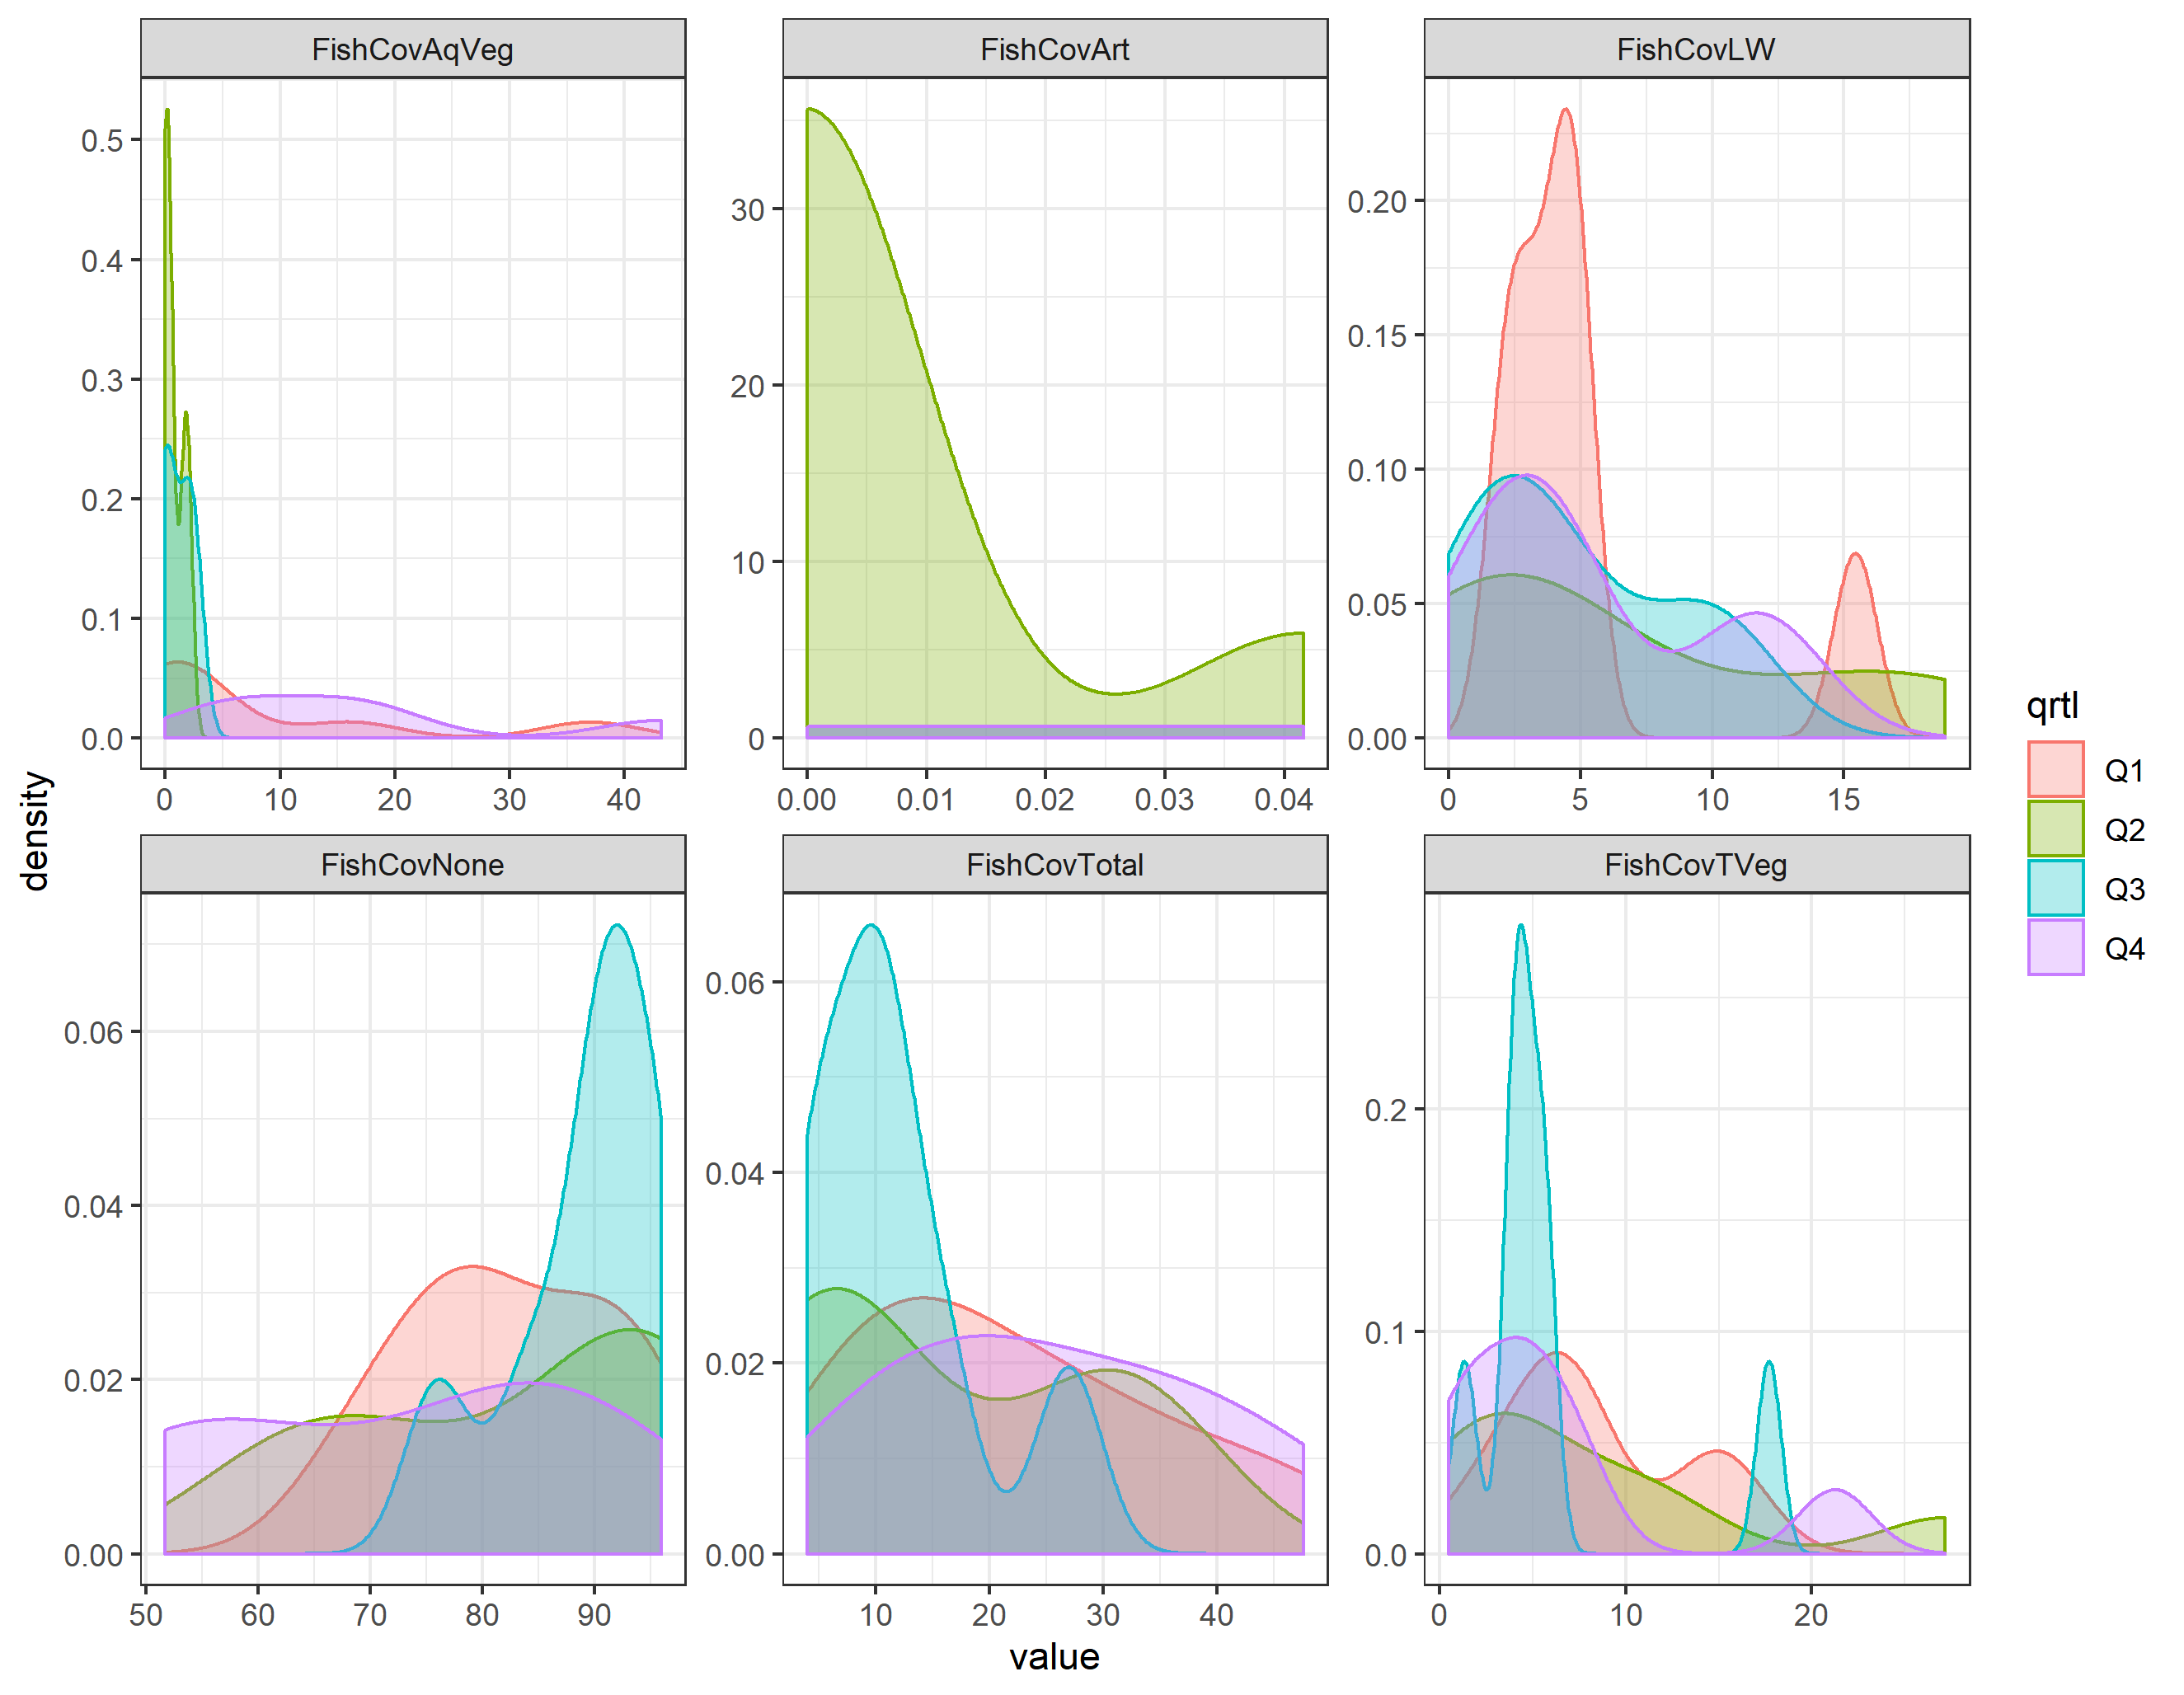 FishCovAqVeg
FishCovArt
FishCovLW
0.5
0.4
0.3
0.2
0.1
0.0
0 10 20 30 40
30
20
10
0
0.00 0.01 0.02 0.03 0.04
0.20
0.15
0.10
0.05
0.00
0 5 10 15
FishCovNone
FishCovTotal
FishCovTVeg
0.06
0.04
0.02
0.00
50 60 70 80 90
0.06
0.04
0.02
0.00
10 20 30 40
0.2
0.1
0.0
0 10 20
density
value
qrtl
Q1
Q2
Q3
Q4